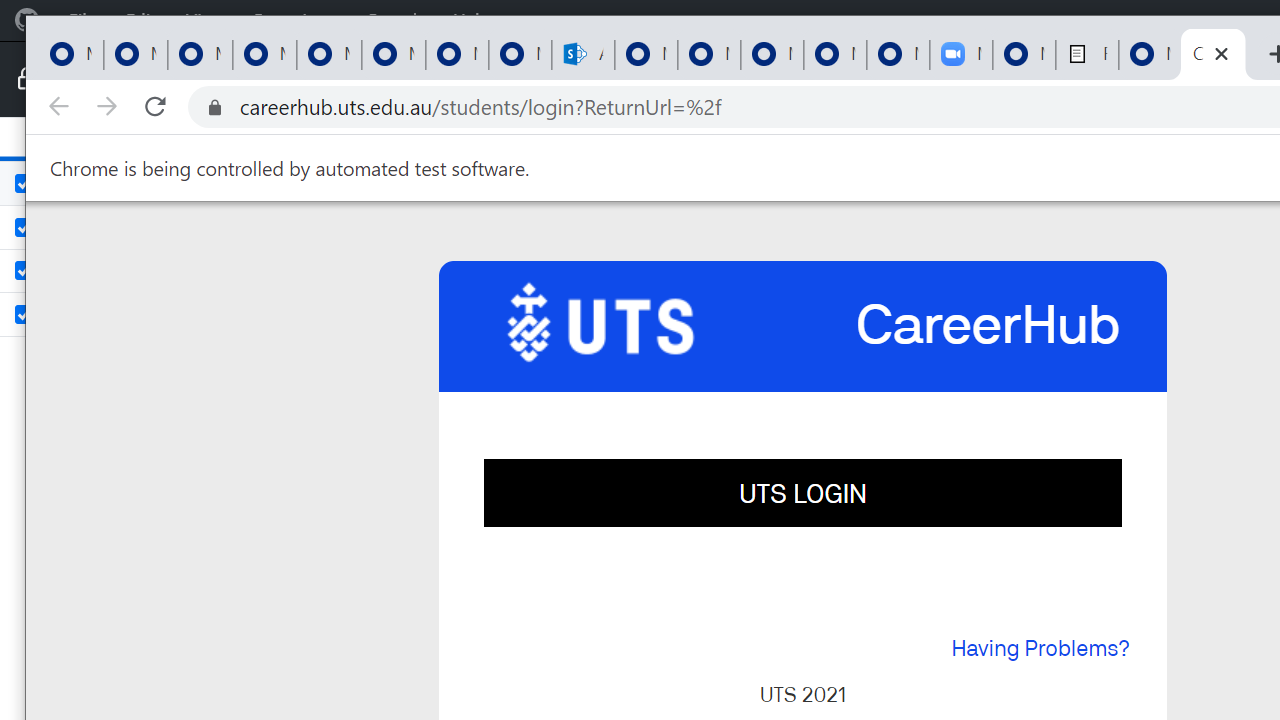 careerhub.uts.edu.au/students/login?ReturnUrl=%2f
Chrome is being controlled by automated test software.
UTS
CareerHub
UTS LOGIN
Having Problems?
UTS 2021